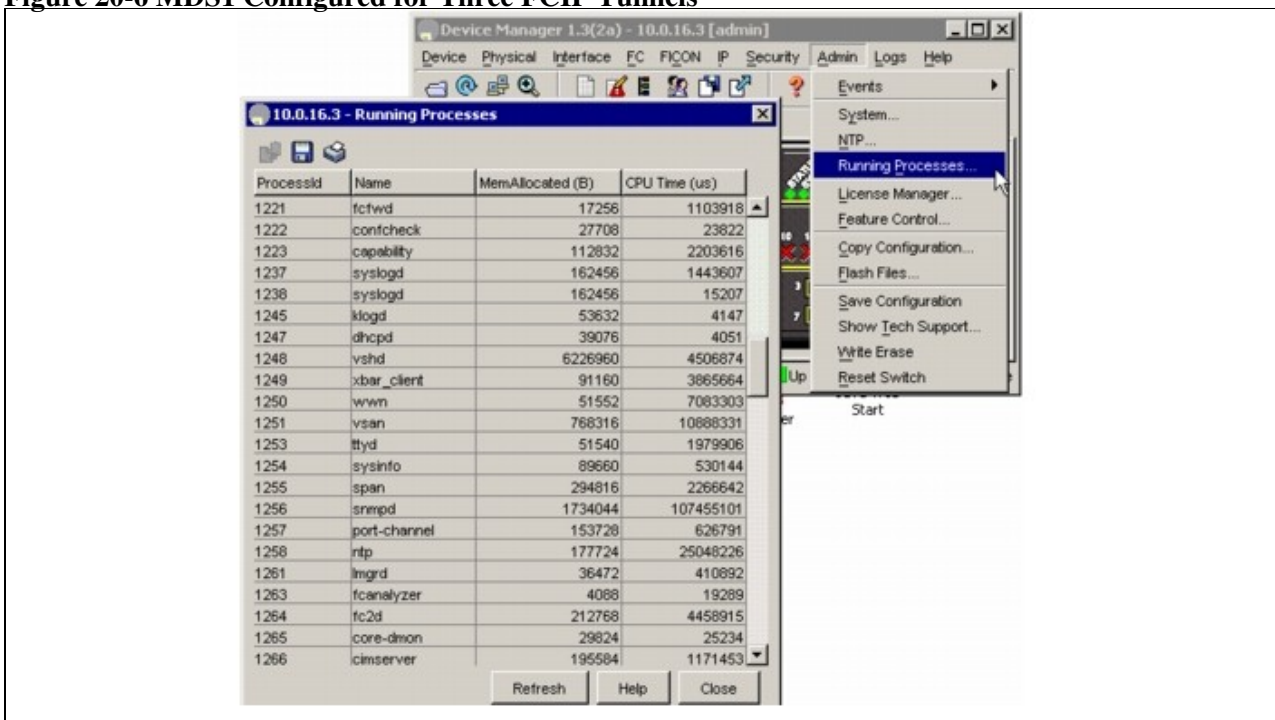 Figure 20-6 MDS1 Configured for Three FCIP Tunnels
Device Manager 1.3(2a) - 10.0.16.3 [admin]
Device Physical Interface FC FICON IP Security Admin Logs Help
Events
System...
NTP...
Running Processes...
License Manager...
Feature Control...
Copy Configuration...
Flash Files...
Save Configuration
Show Tech Support...
Write Erase
Reset Switch
Up
er
Start
10.0.16.3 - Running Processes
ProcessId Name MemAllocated (B) CPU Time (us)
1221 fcfwd 17256 1103918
1222 confcheck 27708 23822
1223 capability 112832 2203616
1237 syslogd 162456 1443607
1238 syslogd 162456 15207
1245 klogd 53632 4147
1247 dhcpd 39076 4051
1248 vshd 6226960 4506874
1249 xbar_client 91160 3865664
1250 wwn 51552 7083303
1251 vsan 768316 10888331
1253 ttyd 51540 1979906
1254 sysinfo 89660 530144
1255 span 294816 2266642
1256 snmpd 1734044 107455101
1257 port-channel 153728 626791
1258 ntp 177724 25048226
1261 lmgrd 36472 410892
1263 fcanalyzer 4088 19289
1264 fc2d 212768 4458915
1265 core-dmon 29824 25234
1266 cimserver 195584 1171453
Refresh Help Close